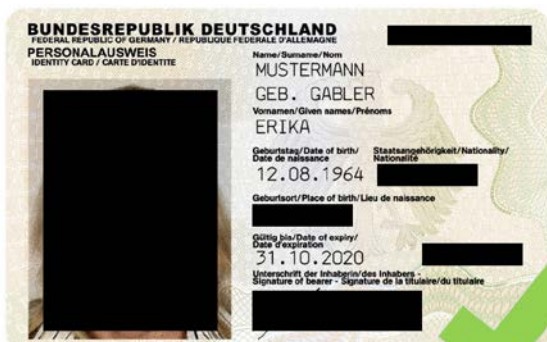 BUNDESREPUBLIK DEUTSCHLAND
FEDERAL REPUBLIC OF GERMANY / REPUBLIQUE FEDERALE D'ALLEMAGNE
PERSONALAUSWEIS
IDENTITY CARD / CARTE D'IDENTITE
Name/Surname/Nom
MUSTERMANN
GEB. GABLER
Vornamen/Given names/Prénoms
ERIKA
Geburtstag/Date of birth/
Date de naissance
Staatsangehörigkeit/Nationality/
Nationalité
12.08.1964
Geburtsort/Place of birth/Lieu de naissance
Gültig bis/Date of expiry/
Date d'expiration
31.10.2020
Unterschrift der Inhaberin/des Inhabers -
Signature of bearer - Signature de la titulaire/du titulaire